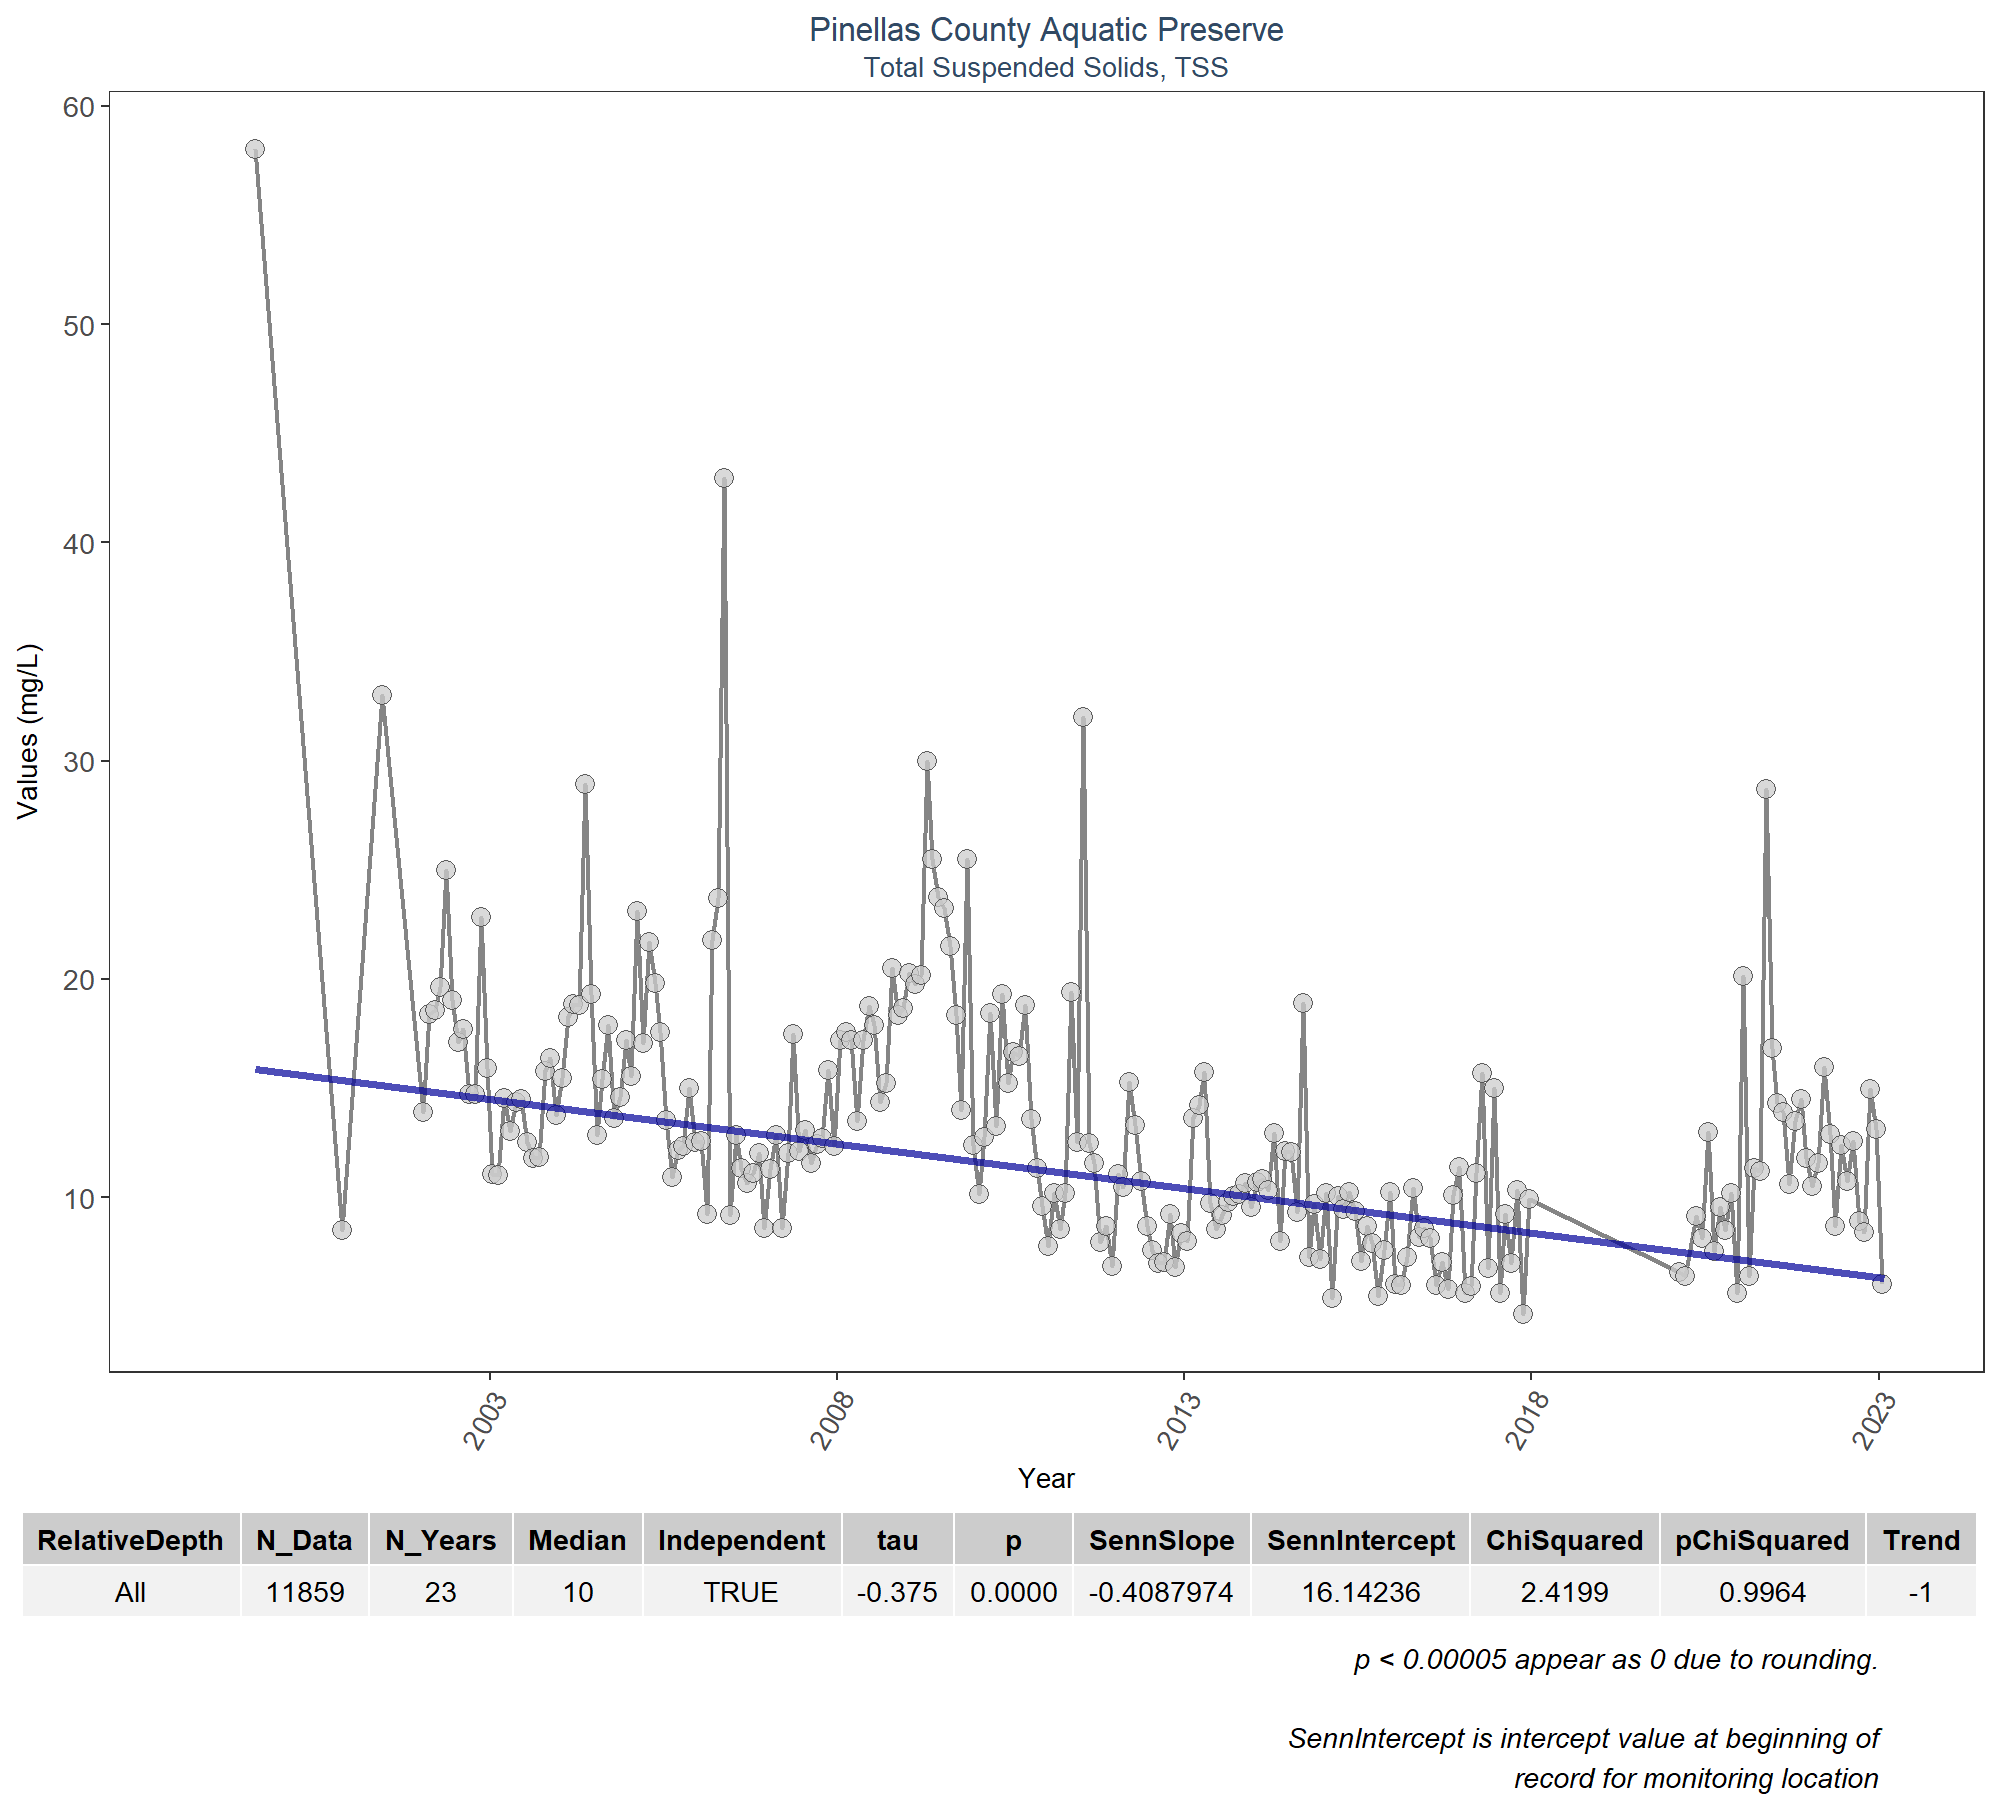 Pinellas County Aquatic Preserve
Total Suspended Solids, TSS
60
50
40
30
20
10
Values (mg/L)
2003
2008
2013
2018
2023
Year
RelativeDepth N_Data N_Years Median Independent tau p SennSlope SennIntercept ChiSquared pChiSquared Trend
All 11859 23 10 TRUE -0.375 0.0000 -0.4087974 16.14236 2.4199 0.9964 -1
p < 0.00005 appear as 0 due to rounding.
SennIntercept is intercept value at beginning of
record for monitoring location